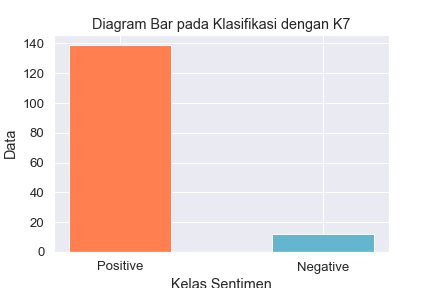 Diagram Bar pada Klasifikasi dengan K7
140
120
100
80
60
40
20
0
Data
Positive Negative
Kelas Sentimen